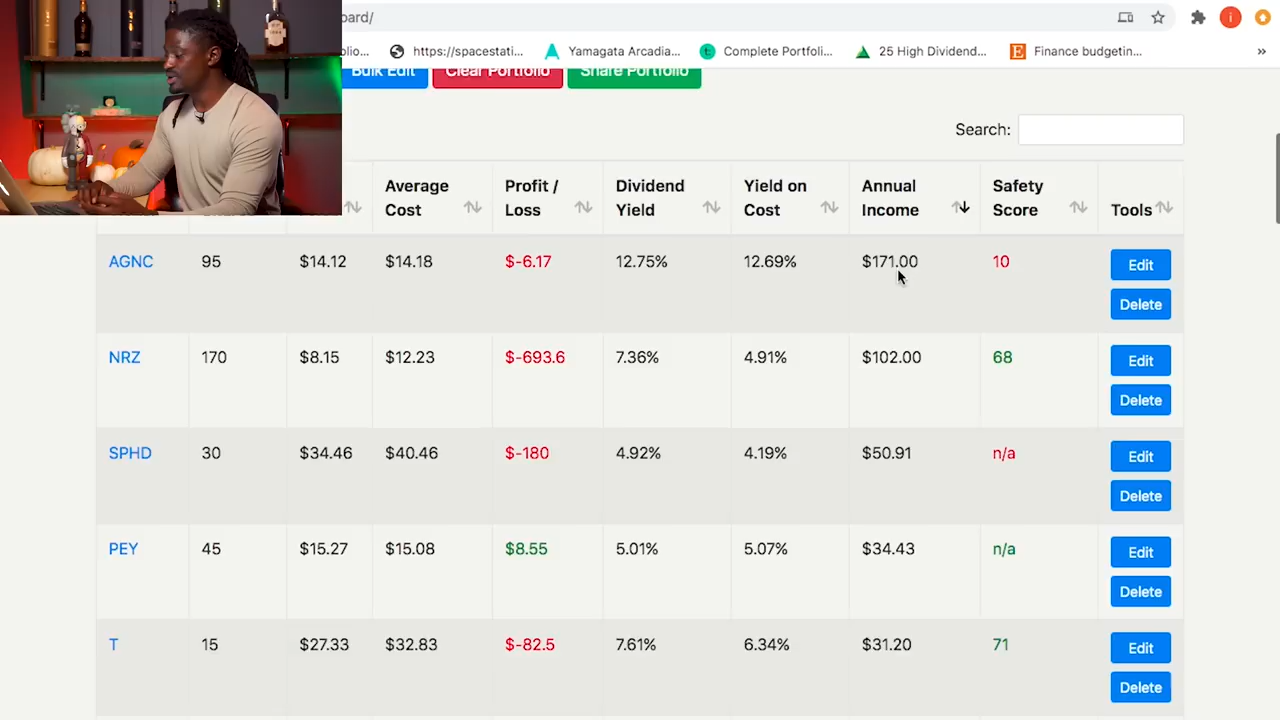 oard/
olio...
https://spacestati...
Yamagata Arcadia...
Complete Portfoli...
25 High Dividend...
Finance budgetin...
»
Bulk Edit
Clear Portfolio
Share Portfolio
Search:
Average Cost
Profit / Loss
Dividend Yield
Yield on Cost
Annual Income
Safety Score
Tools
AGNC 95 $14.12 $14.18 $-6.17 12.75% 12.69% $171.00 10 Edit
Delete
NRZ 170 $8.15 $12.23 $-693.6 7.36% 4.91% $102.00 68 Edit
Delete
SPHD 30 $34.46 $40.46 $-180 4.92% 4.19% $50.91 n/a Edit
Delete
PEY 45 $15.27 $15.08 $8.55 5.01% 5.07% $34.43 n/a Edit
Delete
T 15 $27.33 $32.83 $-82.5 7.61% 6.34% $31.20 71 Edit
Delete